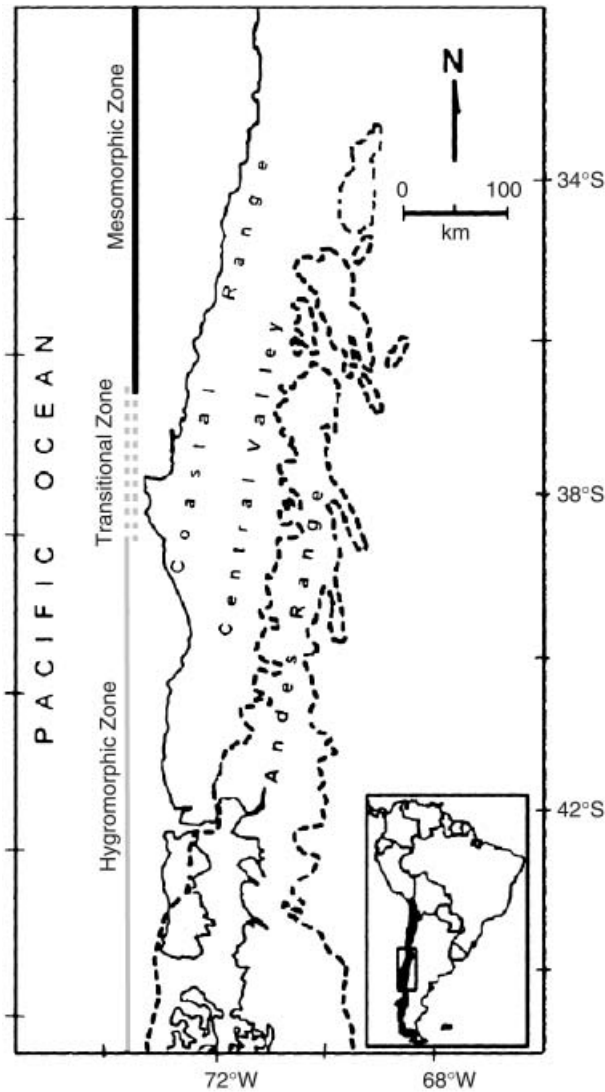 PACIFIC OCEAN
Mesomorphic Zone
Transitional Zone
Hygromorphic Zone
Coastal Range
Central Valley
Andes Range
N
0 100
km
34°S
38°S
42°S
72°W 68°W